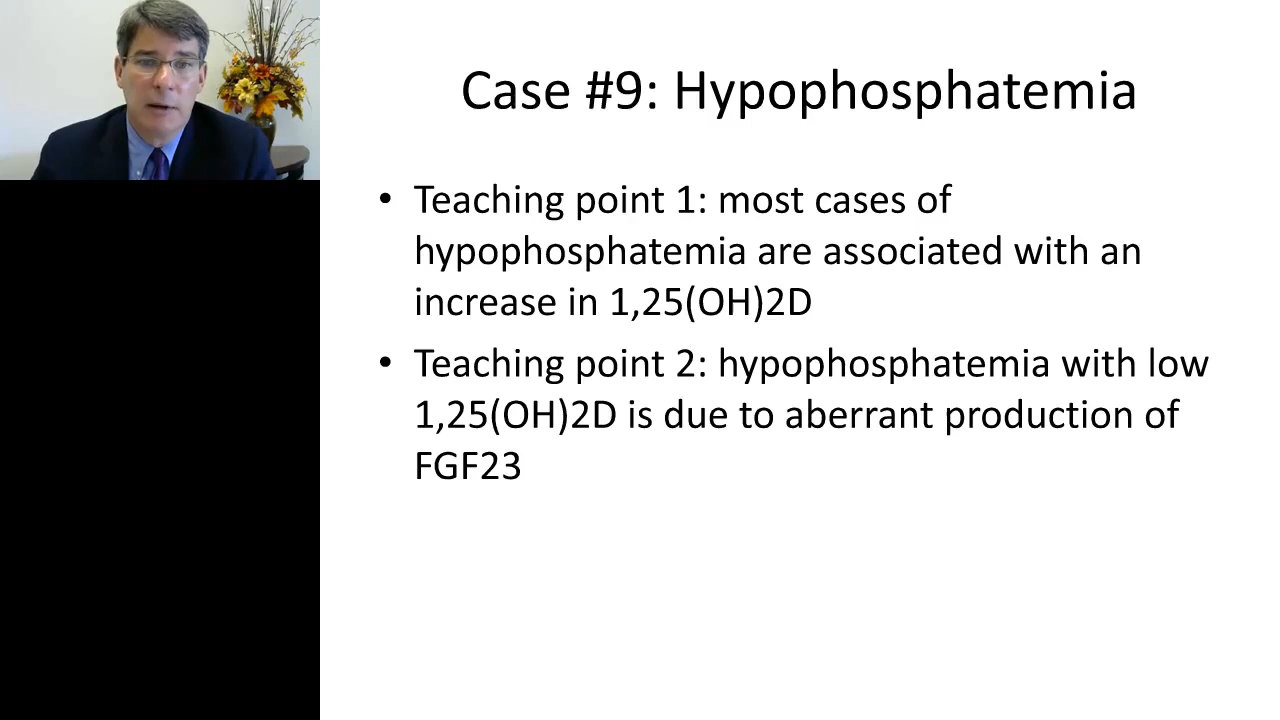 Case #9: Hypophosphatemia
• Teaching point 1: most cases of
hypophosphatemia are associated with an
increase in 1,25(OH)2D
• Teaching point 2: hypophosphatemia with low
1,25(OH)2D is due to aberrant production of
FGF23